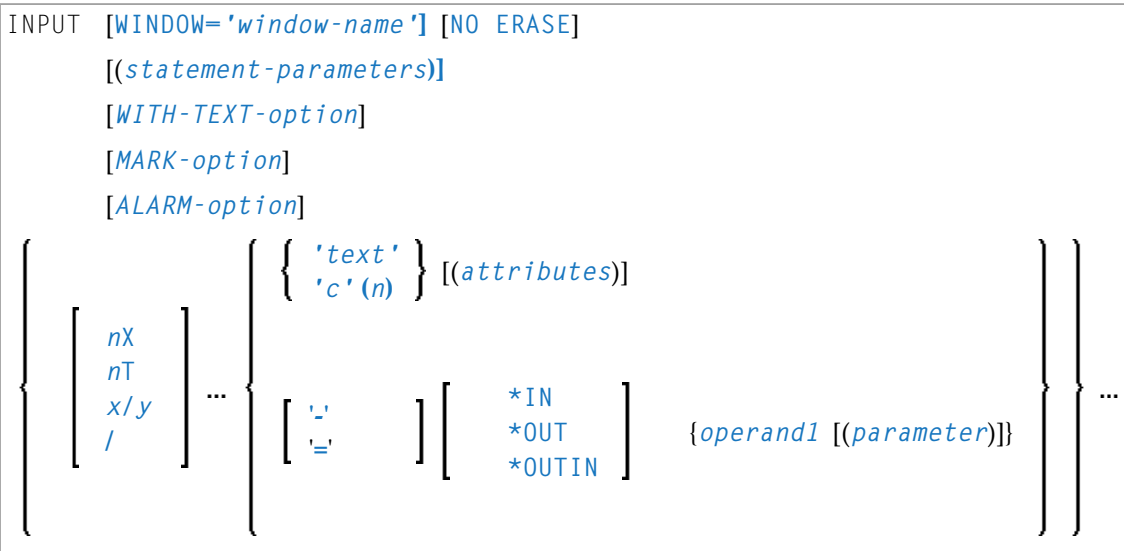 INPUT [WINDOW='window-name'] [NO ERASE]
[(statement-parameters)]
[WITH-TEXT-option]
[MARK-option]
[ALARM-option]
'text'
'c' (n)
[(attributes)]
nX
nT
x/y
/
...
'-'
'='
*IN
*OUT
*OUTIN
{operand1 [(parameter)]}
...